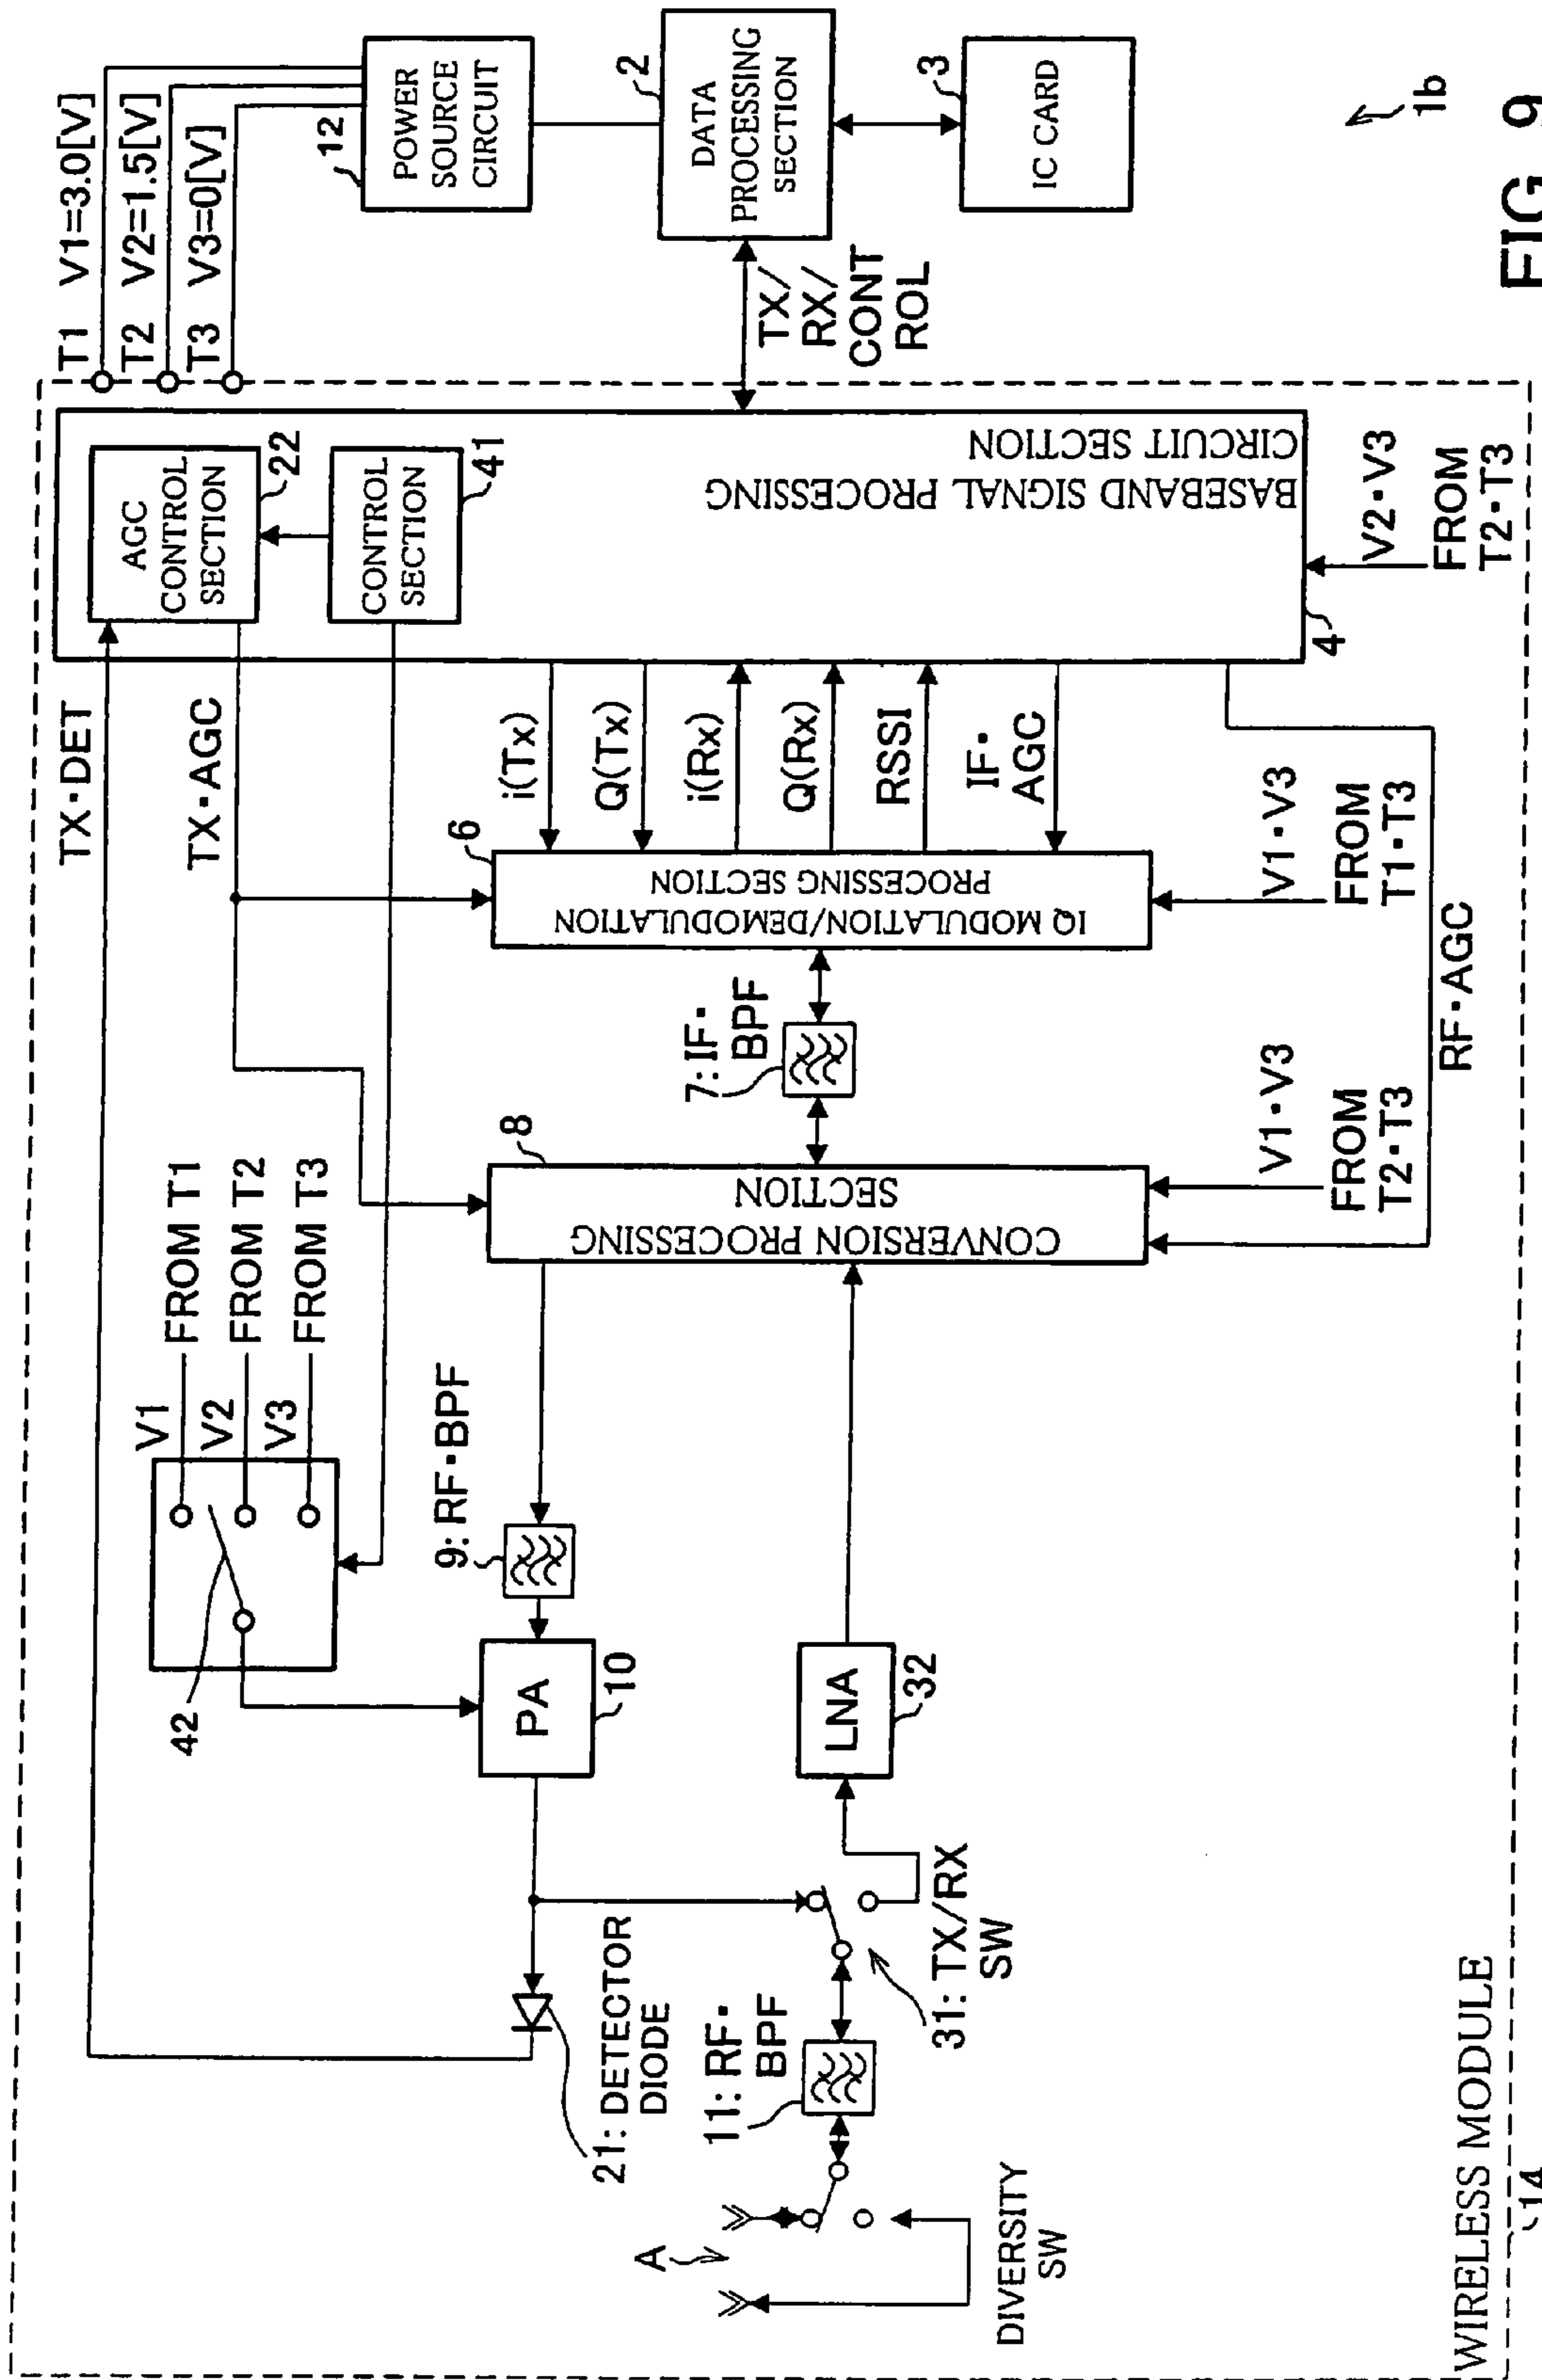 FIG. 9
1b
T1 V1=3.0[V]
T2 V2=1.5[V]
T3 V3=0[V]
12
POWER
SOURCE
CIRCUIT
2
DATA
PROCESSING
SECTION
3
IC CARD
TX/
RX/
CONT
ROL
AGC
CONTROL
SECTION
22
CONTROL
SECTION
41
BASEBAND SIGNAL PROCESSING
CIRCUIT SECTION
4
V2・V3
FROM
T2・T3
TX・DET
TX・AGC
i(Tx)
Q(Tx)
i(Rx)
Q(Rx)
RSSI
IF・
AGC
6
IQ MODULATION/DEMODULATION
PROCESSING SECTION
V1・V3
FROM
T1・T3
RF・AGC
7:IF・
BPF
8
CONVERSION PROCESSING
SECTION
V1・V3
FROM
T2・T3
V1
FROM T1
V2
FROM T2
V3
FROM T3
42
9:RF・BPF
PA
10
LNA
32
21:DETECTOR
DIODE
31:TX/RX
SW
11:RF・
BPF
A
DIVERSITY
SW
WIRELESS MODULE
14